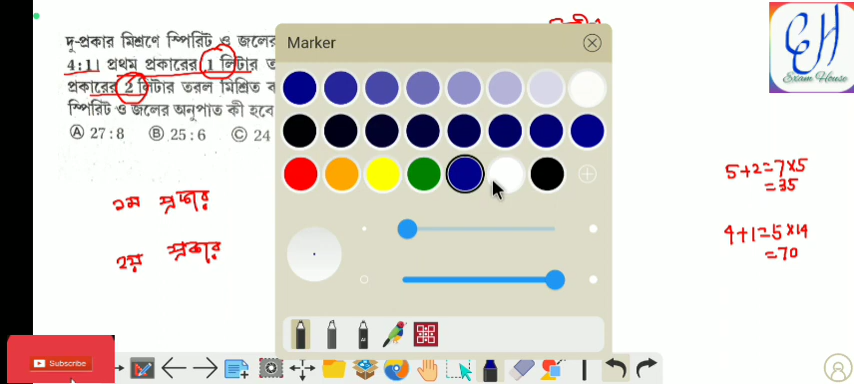 দু-প্রকার মিশ্রণে স্পিরিট ও জলের
4:1। প্রথম প্রকারের 1 লিটার
প্রকারের 2 লিটার তরল মিশ্রিত
স্পিরিট ও জলের অনুপাত কী হবে
Ⓐ 27:8 Ⓑ 25:6 Ⓒ 24
Marker
Exam House
১ম প্রকার
২য় প্রকার
5+2=7×5
=35
4+1=5×14
=70
Subscribe